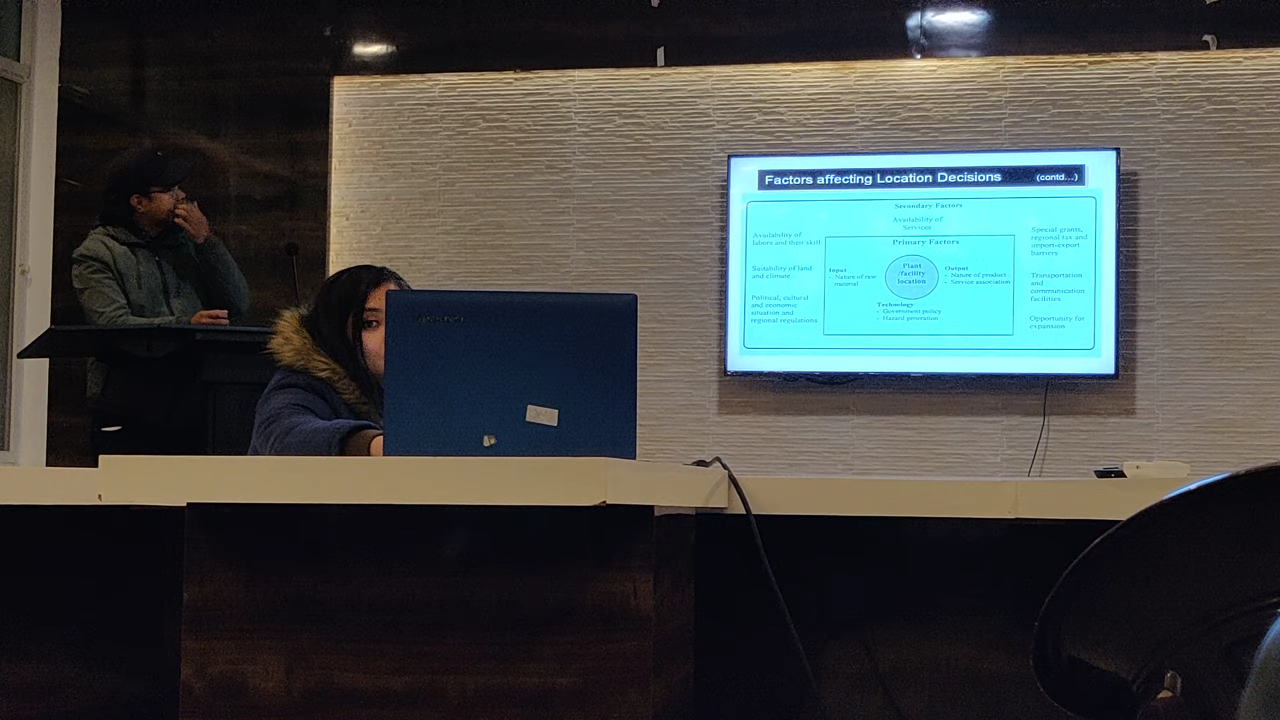 Factors affecting Location Decisions (contd...)
Secondary Factors
Availability of
Services
Availability of
labors and their skill
Suitability of land
and climate
Political, cultural
and economic
situation and
regional regulations
Primary Factors
Input
- Nature of raw
material
Plant
/facility
location
Output
- Nature of product
- Service association
Technology
- Government policy
- Hazard generation
Special grants,
regional tax and
import-export
barriers
Transportation
and
communication
facilities
Opportunity for
expansion